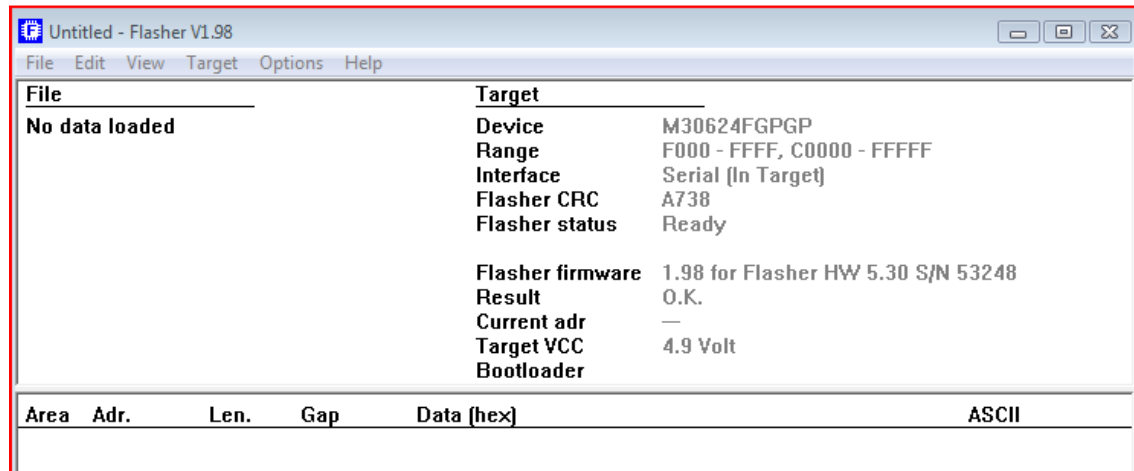 Untitled - Flasher V1.98
File Edit View Target Options Help
File
No data loaded
Target
Device M30624FGPGP
Range F000 - FFFF, C0000 - FFFFF
Interface Serial (In Target)
Flasher CRC A738
Flasher status Ready
Flasher firmware 1.98 for Flasher HW 5.30 S/N 53248
Result O.K.
Current adr —
Target VCC 4.9 Volt
Bootloader
Area Adr. Len. Gap Data (hex) ASCII